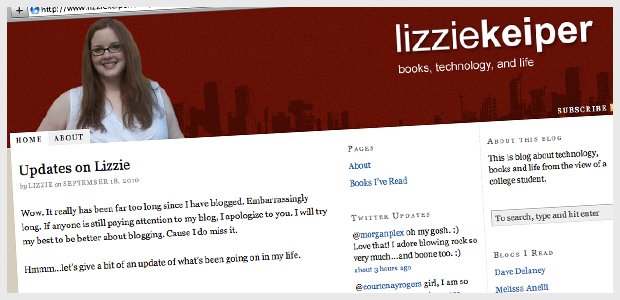 http://www.lizziekeiper
lizziekeiper
books, technology, and life
SUBSCRIBE
HOME ABOUT
Updates on Lizzie
by LIZZIE on SEPTEMBER 18, 2010
Wow. It really has been far too long since I have blogged. Embarrassingly
long. If anyone is still paying attention to my blog, I apologize to you. I will try
my best to be better about blogging. Cause I do miss it.
Hmmm...let's give a bit of an update of what's been going on in my life.
PAGES
About
Books I've Read
TWITTER UPDATES
@morganplex oh my gosh. :)
Love that! I adore blowing rock so
very much...and boone too. :)
about 3 hours ago
@courtnayrogers girl, I am so
ABOUT THIS BLOG
This is blog about technology,
books and life from the view of a
college student.
To search, type and hit enter
BLOGS I READ
Dave Delaney
Melissa Anelli